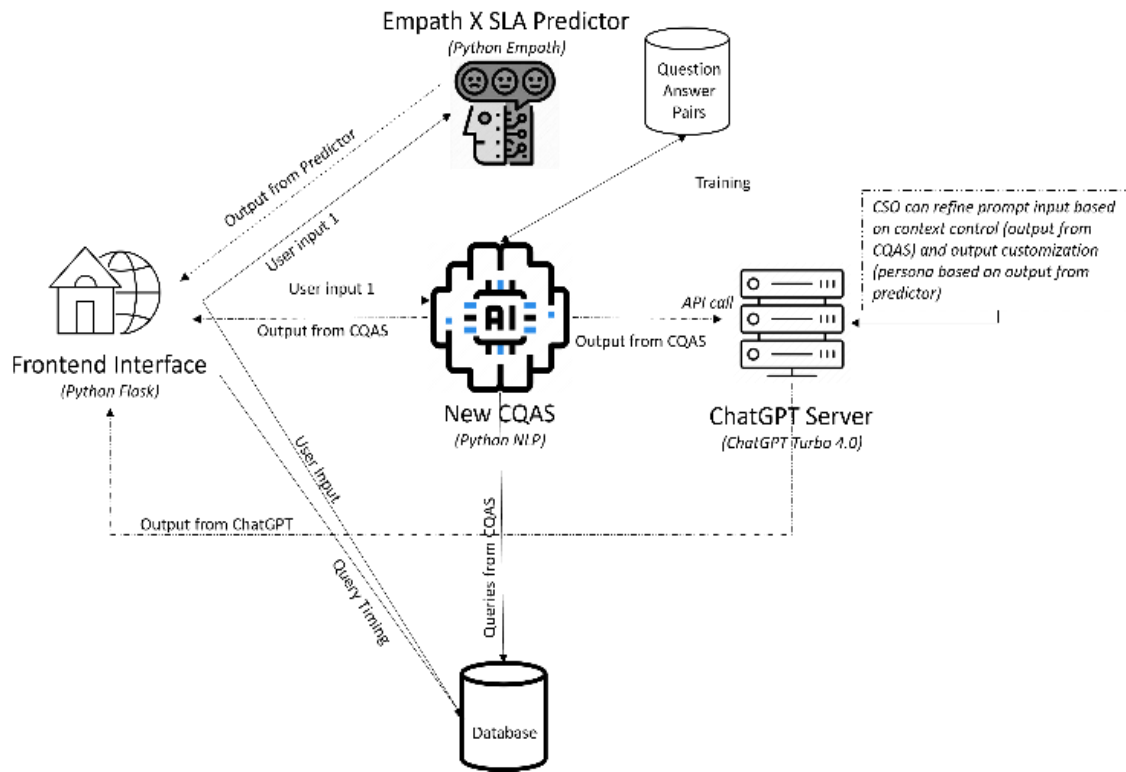 Empath X SLA Predictor
(Python Empath)
Question
Answer
Pairs
Output from Predictor
User input 1
Training
CSO can refine prompt input based
on context control (output from
CQAS) and output customization
(persona based on output from
predictor)
User input 1
Output from CQAS
AI
API call
Output from CQAS
Frontend Interface
(Python Flask)
New CQAS
(Python NLP)
ChatGPT Server
(ChatGPT Turbo 4.0)
User Input
Output from ChatGPT
Queries from CQAS
Query Timing
Database